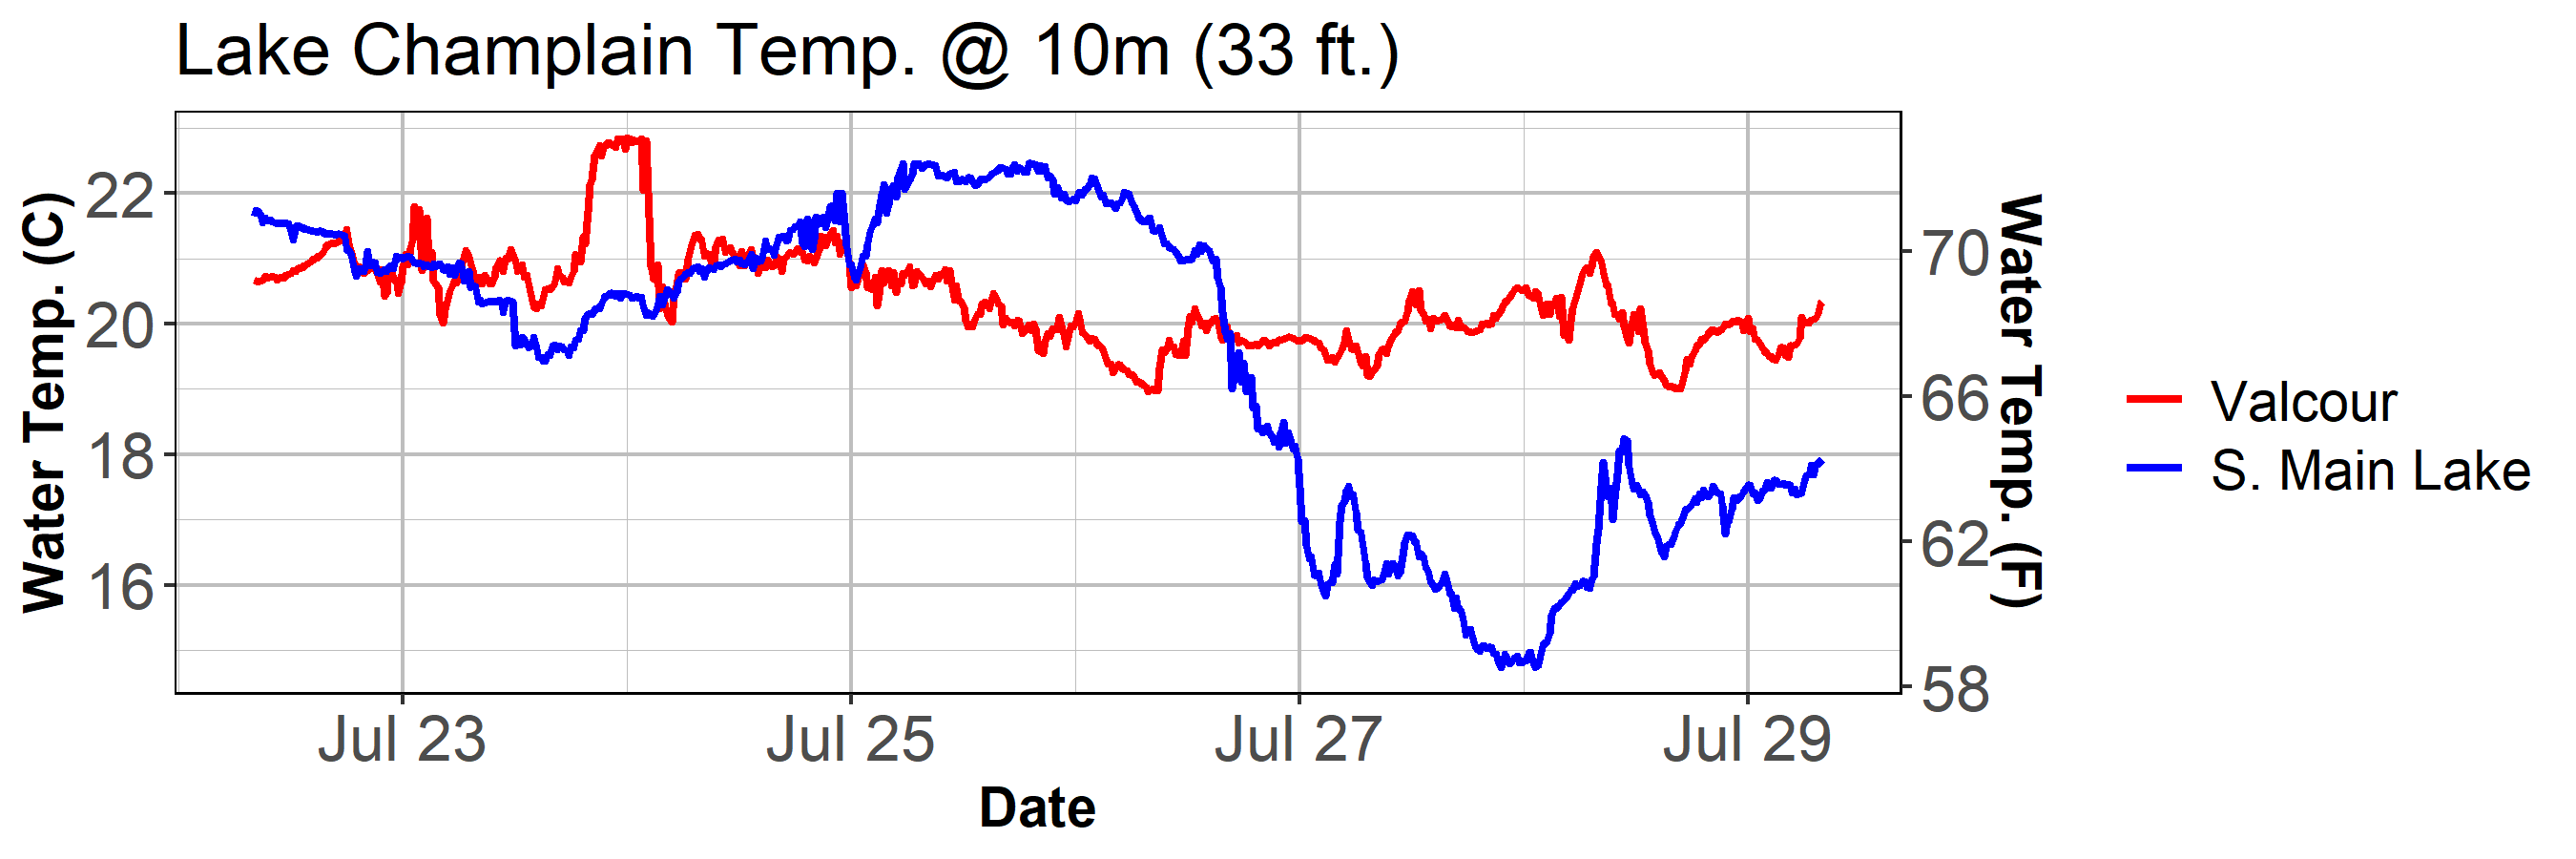 Lake Champlain Temp. @ 10m (33 ft.)
Water Temp. (C)
22
20
18
16
70
66
62
58
Water Temp. (F)
Jul 23
Jul 25
Jul 27
Jul 29
Date
Valcour
S. Main Lake